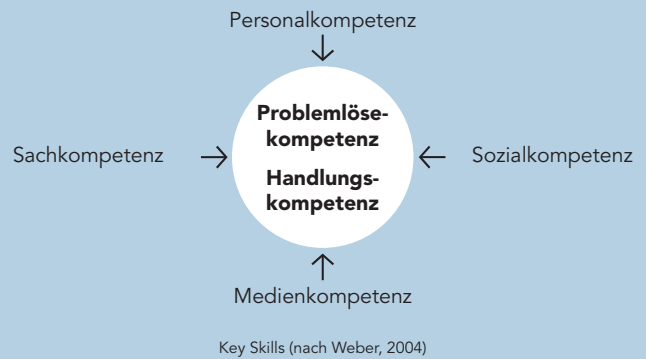 Personalkompetenz
Problemlöse-
kompetenz
Sachkompetenz
Sozialkompetenz
Handlungs-
kompetenz
Medienkompetenz
Key Skills (nach Weber, 2004)